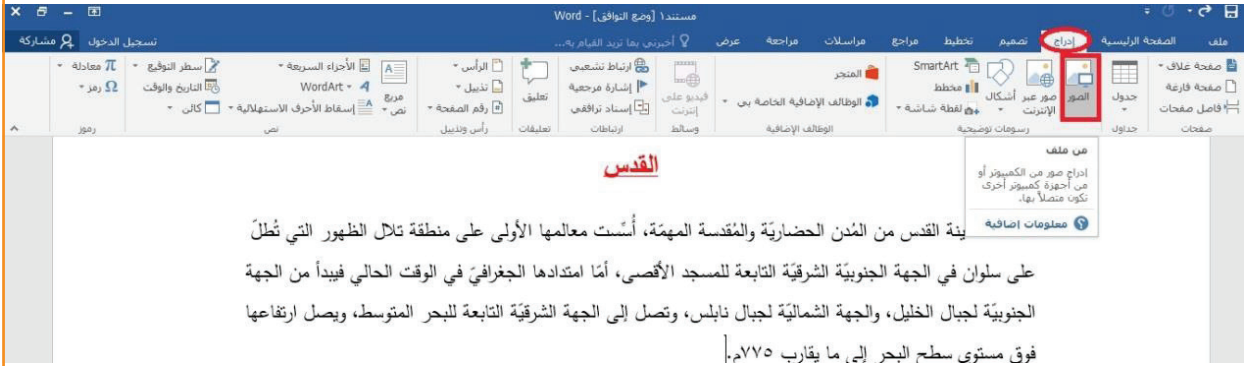 مستند١ [وضع التوافق] - Word
ملف الصفحة الرئيسية إدراج تصميم تخطيط مراجع مراسلات مراجعة عرض أخبرني بما تريد القيام به... تسجيل الدخول مشاركة
صفحة غلاف
صفحة فارغة
فاصل صفحات
صفحات
جدول
جداول
الصور
صور عبر الإنترنت
أشكال
SmartArt
مخطط
لقطة شاشة
رسومات توضيحية
المتجر
الوظائف الإضافية الخاصة بي
الوظائف الإضافية
فيديو على إنترنت
وسائط
ارتباط تشعبي
إشارة مرجعية
إسناد ترافقي
ارتباطات
تعليق
تعليقات
الرأس
تذييل
رقم الصفحة
رأس وتذييل
مربع نص
الأجزاء السريعة
WordArt
إسقاط الأحرف الاستهلالية
سطر التوقيع
التاريخ والوقت
كائن
نص
معادلة
رمز
رموز
من ملف
إدراج صور من الكمبيوتر أو
من أجهزة كمبيوتر أخرى
تكون متصلاً بها.
معلومات إضافية
القدس
ينة القدس من المُدن الحضاريّة والمُقدسة المهمّة، أُسِّست معالمها الأولى على منطقة تلال الظهور التي تُطلّ
على سلوان في الجهة الجنوبيّة الشرقيّة التابعة للمسجد الأقصى، أمّا امتدادها الجغرافيّ في الوقت الحالي فيبدأ من الجهة
الجنوبيّة لجبال الخليل، والجهة الشماليّة لجبال نابلس، وتصل إلى الجهة الشرقيّة التابعة للبحر المتوسط، ويصل ارتفاعها
فوق مستوى سطح البحر إلى ما يقارب ٧٧٥م.